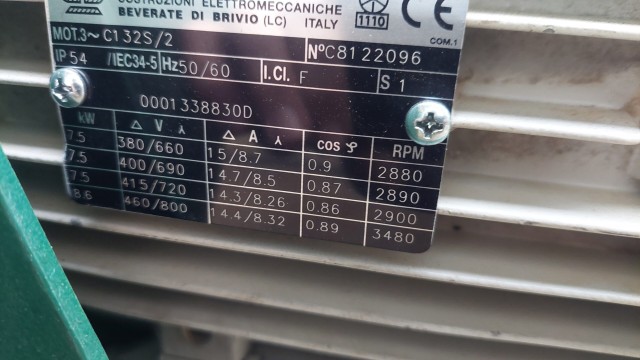 COSTRUZIONI ELETTROMECCANICHE
BEVERATE DI BRIVIO (LC) ITALY
1110 CE
COM.1
MOT.3~ C132S/2 N°C8122096
IP 54 /IEC34-5 Hz50/60 I.Cl. F S 1
0001338830D
kW Δ V ⅄ Δ A ⅄ cos φ RPM
7.5 380/660 15/8.7 0.9 2880
7.5 400/690 14.7/8.5 0.87 2890
7.5 415/720 14.3/8.26 0.86 2900
8.6 460/800 14.4/8.32 0.89 3480